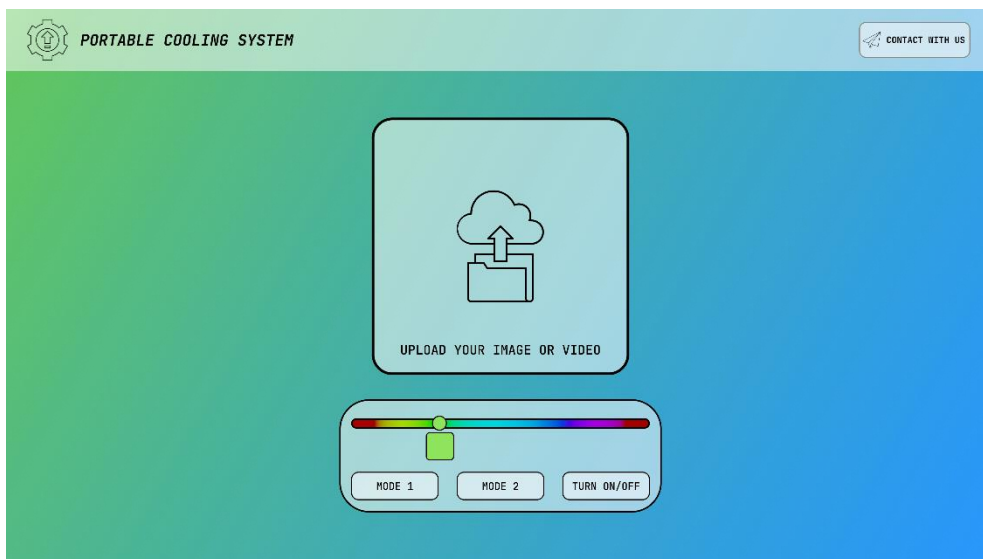 PORTABLE COOLING SYSTEM
CONTACT WITH US
UPLOAD YOUR IMAGE OR VIDEO
MODE 1
MODE 2
TURN ON/OFF